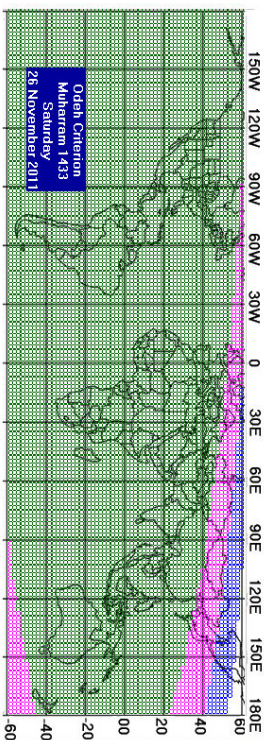 Odeh Criterion
Muharram 1433
Saturday
26 November 2011
150W
120W
90W
60W
30W
0
30E
60E
90E
120E
150E
180E
-60
-40
-20
00
20
40
60